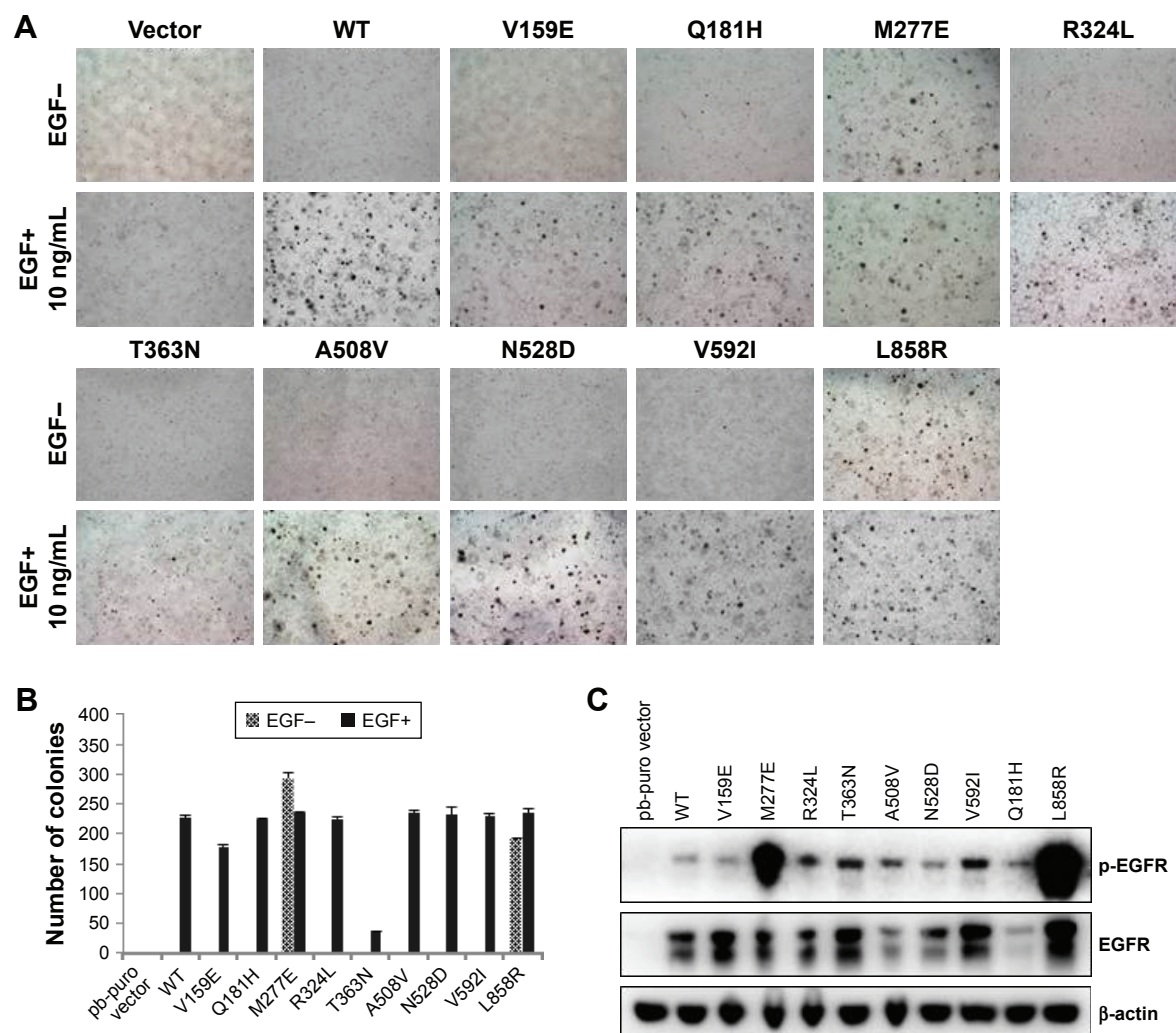 A
Vector WT V159E Q181H M277E R324L
EGF–
EGF+
10 ng/mL
T363N A508V N528D V592I L858R
EGF–
EGF+
10 ng/mL
B
Number of colonies
400
350
300
250
200
150
100
50
0
EGF– EGF+
pb-puro
vector
WT
V159E
Q181H
M277E
R324L
T363N
A508V
N528D
V592I
L858R
C
pb-puro vector
WT
V159E
M277E
R324L
T363N
A508V
N528D
V592I
Q181H
L858R
p-EGFR
EGFR
β-actin